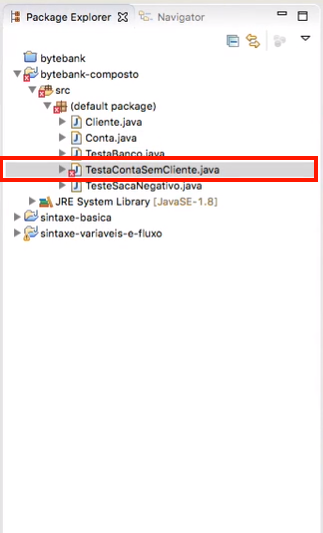 Package Explorer Navigator
bytebank
bytebank-composto
src
(default package)
Cliente.java
Conta.java
TestaBanco.java
TestaContaSemCliente.java
TesteSacaNegativo.java
JRE System Library [JavaSE-1.8]
sintaxe-basica
sintaxe-variaveis-e-fluxo